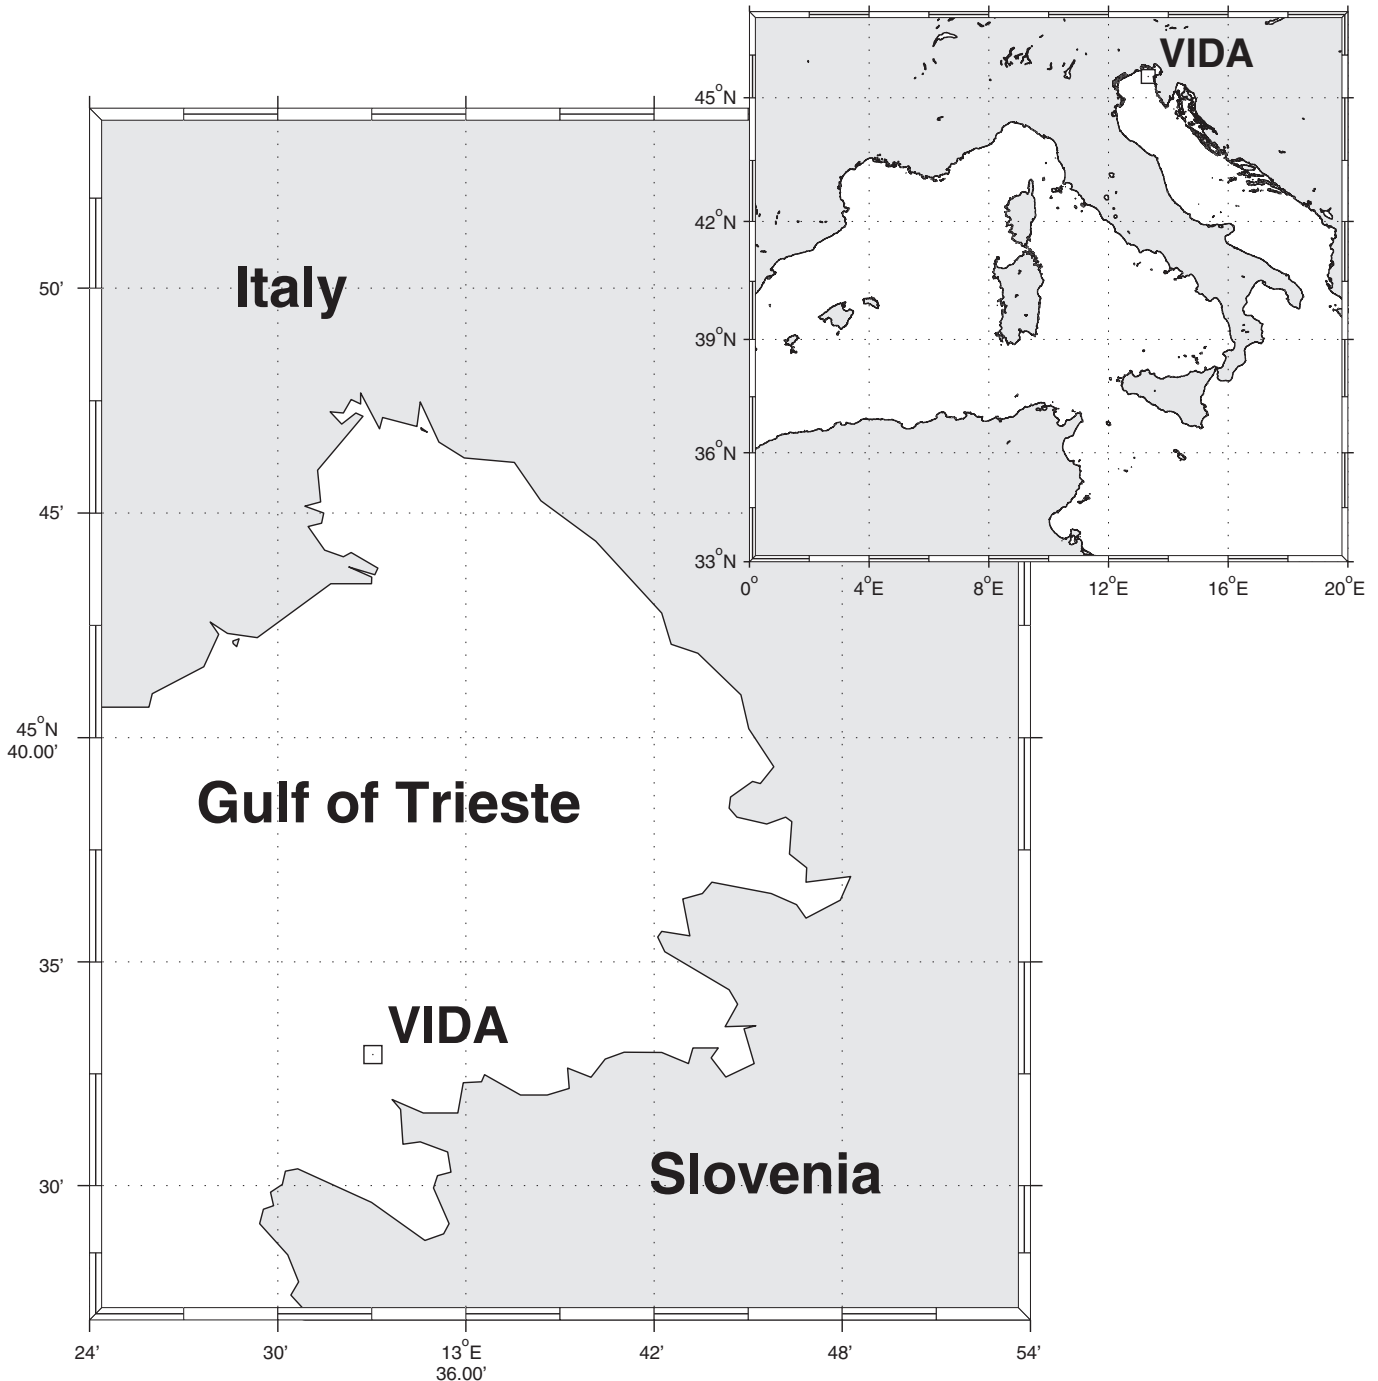 VIDA
45°N
42°N
39°N
36°N
33°N
0°
4°E
8°E
12°E
16°E
20°E
Italy
50'
45'
45°N
40.00'
Gulf of Trieste
35'
VIDA
30'
Slovenia
24'
30'
13°E
36.00'
42'
48'
54'